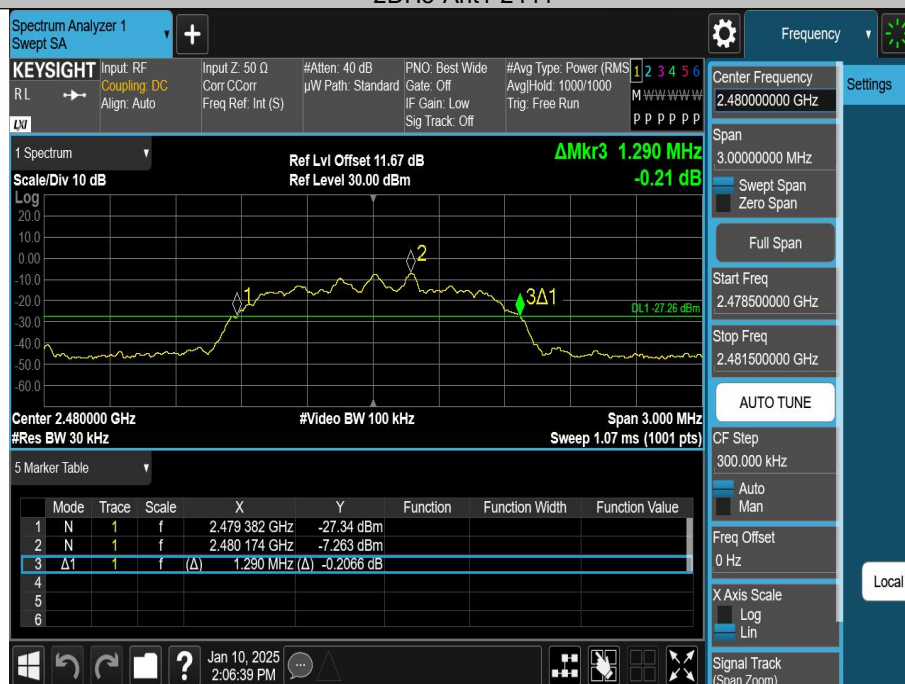 Spectrum Analyzer 1
Swept SA
+
Frequency
KEYSIGHT
RL
LXI
Input: RF
Coupling: DC
Align: Auto
Input Z: 50 Ω
Corr CCorr
Freq Ref: Int (S)
#Atten: 40 dB
µW Path: Standard
PNO: Best Wide
Gate: Off
IF Gain: Low
Sig Track: Off
#Avg Type: Power (RMS
Avg|Hold: 1000/1000
Trig: Free Run
1 2 3 4 5 6
M W W W W W
P P P P P P
1 Spectrum
Scale/Div 10 dB
Ref Lvl Offset 11.67 dB
Ref Level 30.00 dBm
ΔMkr3 1.290 MHz
-0.21 dB
Log
20.0
10.0
0.00
-10.0
-20.0
-30.0
-40.0
-50.0
-60.0
1
2
3Δ1
DL1 -27.26 dBm
Center 2.480000 GHz
#Video BW 100 kHz
Span 3.000 MHz
#Res BW 30 kHz
Sweep 1.07 ms (1001 pts)
5 Marker Table
Mode Trace Scale X Y Function Function Width Function Value
1 N 1 f 2.479 382 GHz -27.34 dBm
2 N 1 f 2.480 174 GHz -7.263 dBm
3 Δ1 1 f (Δ) 1.290 MHz (Δ) -0.2066 dB
4
5
6
?
Jan 10, 2025
2:06:39 PM
Center Frequency
2.480000000 GHz
Settings
Span
3.00000000 MHz
Swept Span
Zero Span
Full Span
Start Freq
2.478500000 GHz
Stop Freq
2.481500000 GHz
AUTO TUNE
CF Step
300.000 kHz
Auto
Man
Freq Offset
0 Hz
Local
X Axis Scale
Log
Lin
Signal Track
(Span Zoom)